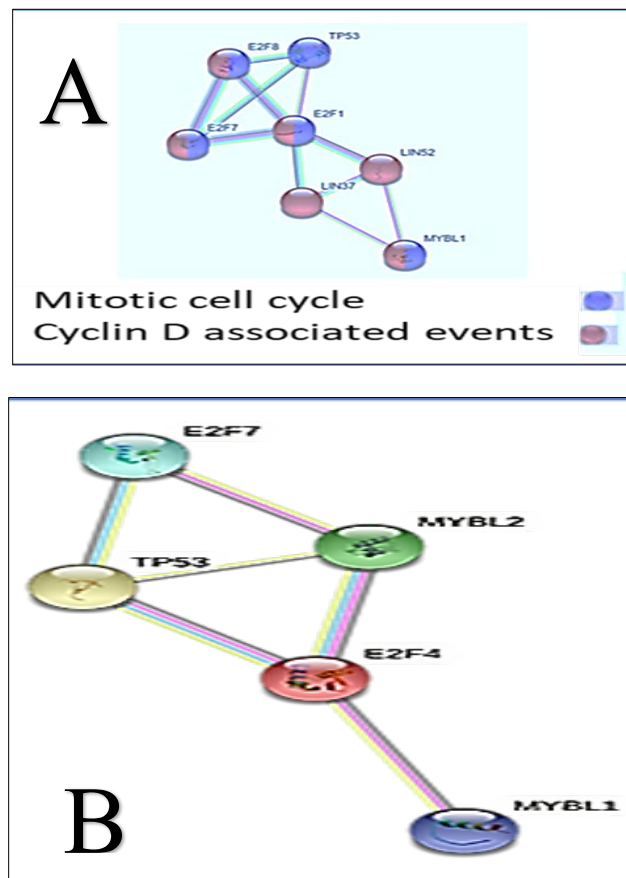 A
E2F8
TP53
E2F7
E2F1
LIN52
LIN37
MYBL1
Mitotic cell cycle
Cyclin D associated events
E2F7
MYBL2
TP53
E2F4
MYBL1
B